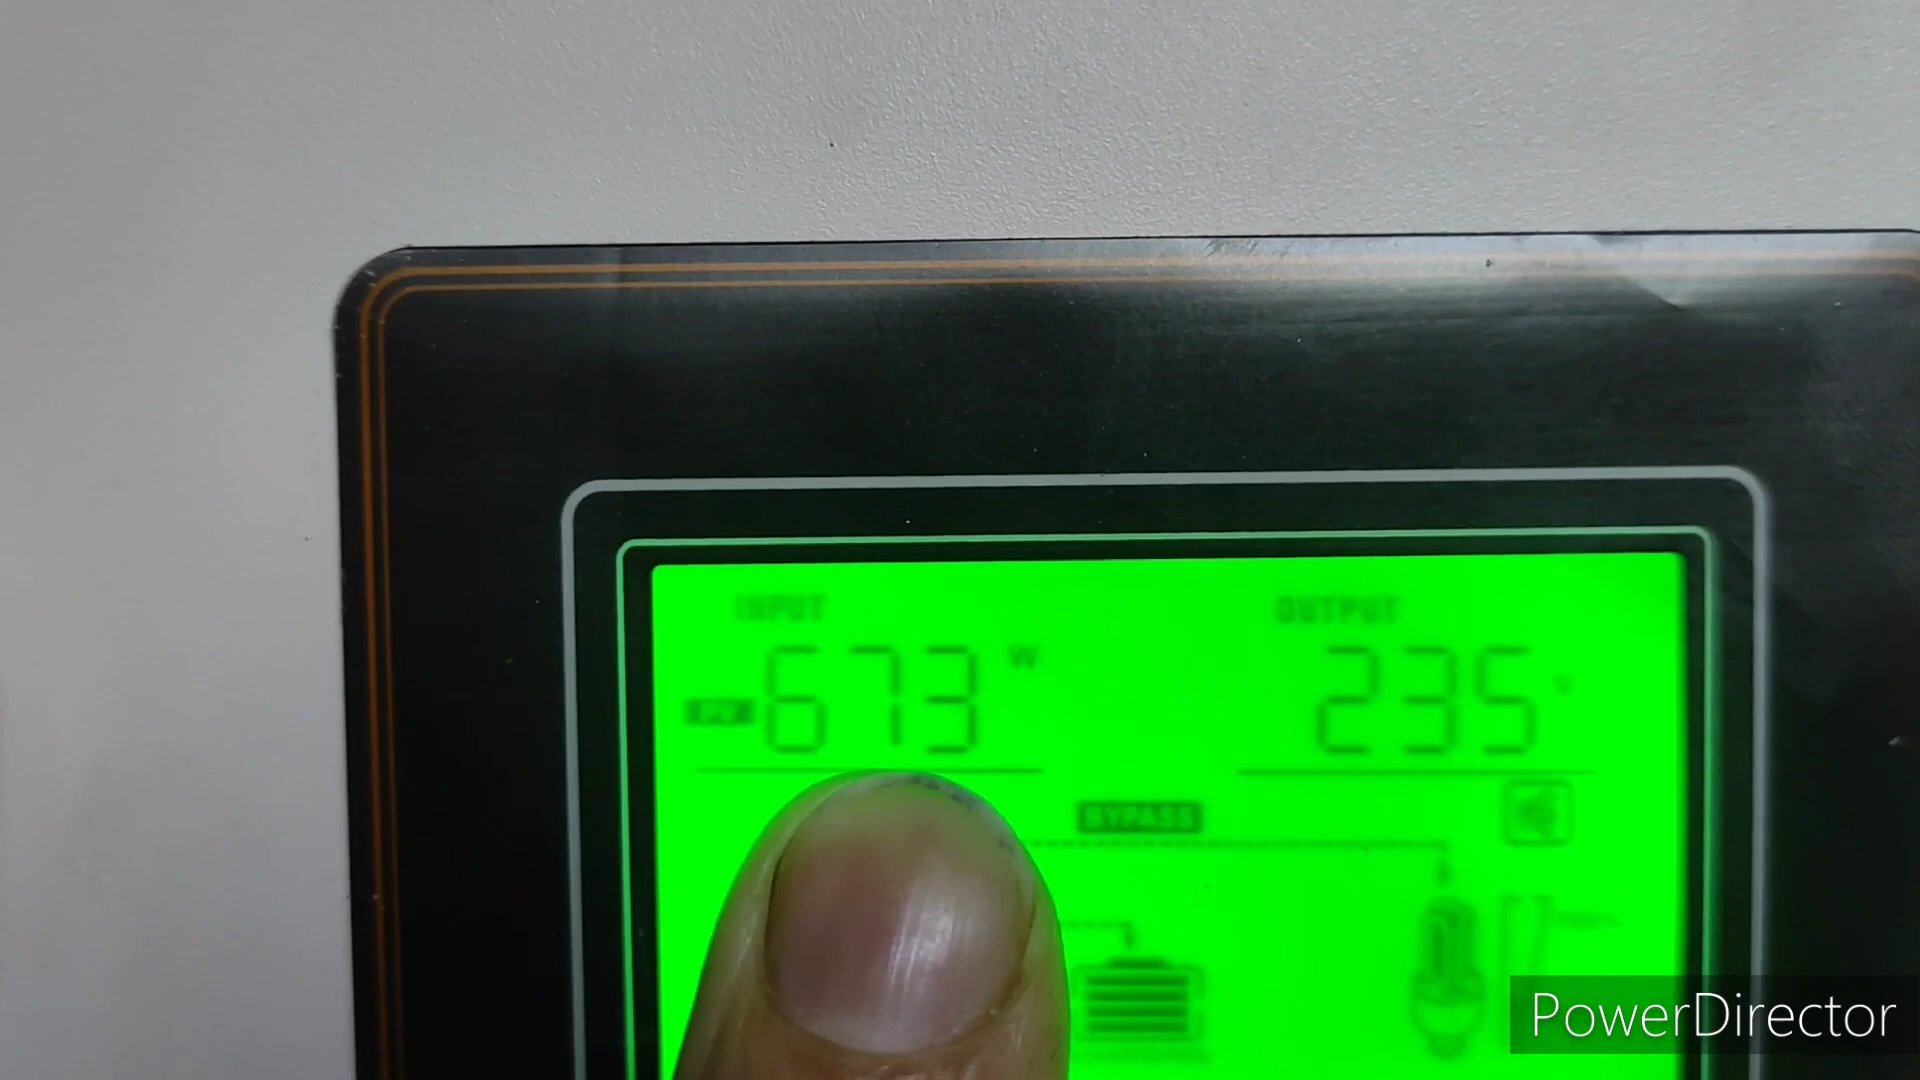 INPUT
OUTPUT
PV 673 W
235 V
BYPASS
PowerDirector